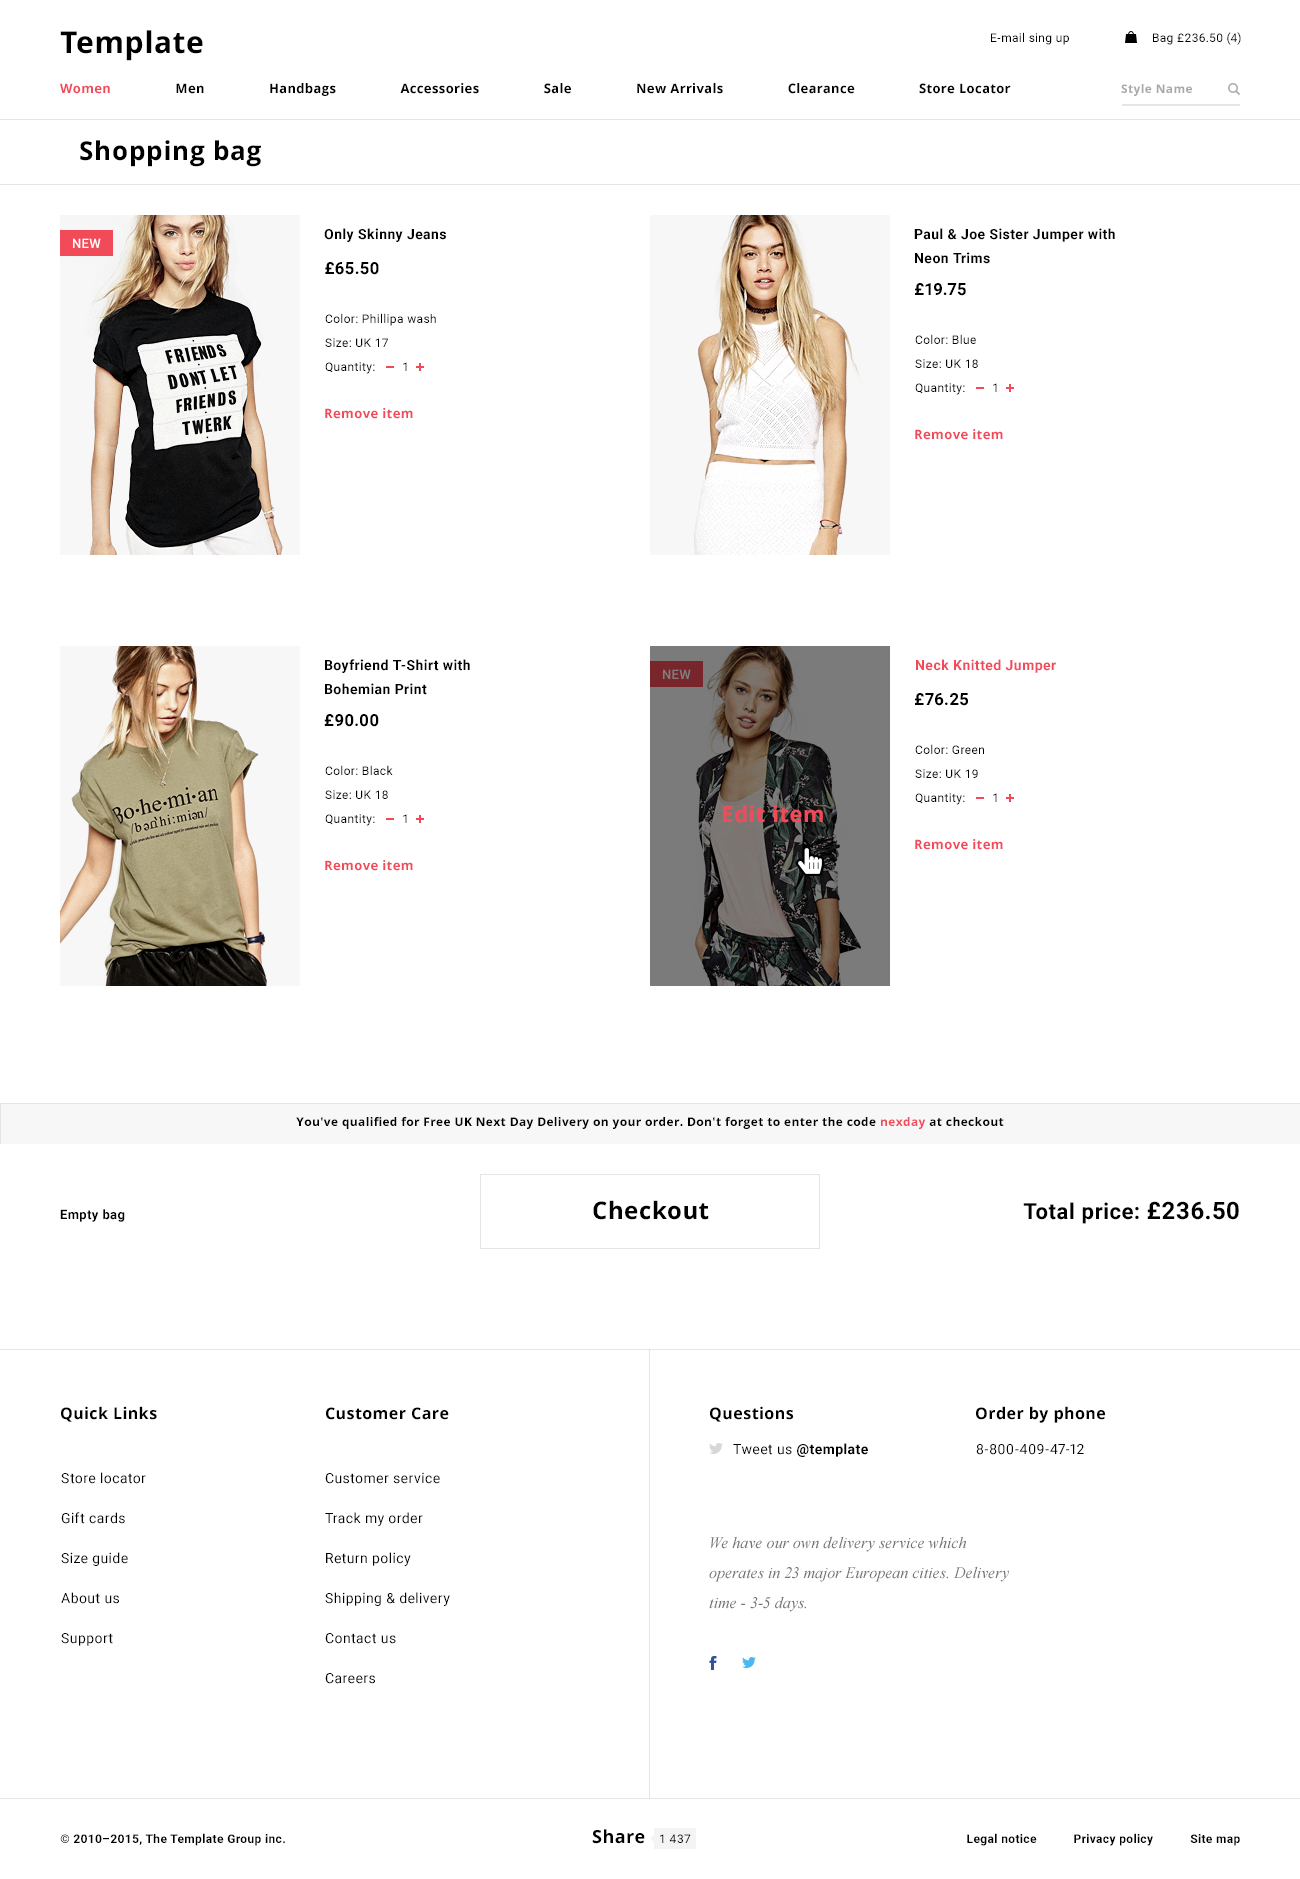 Template
E-mail sing up
Bag £236.50 (4)
Women
Men
Handbags
Accessories
Sale
New Arrivals
Clearance
Store Locator
Style Name
Shopping bag
NEW
FRIENDS
DONT LET
FRIENDS
TWERK
Only Skinny Jeans
£65.50
Color: Phillipa wash
Size: UK 17
Quantity: − 1 +
Remove item
Paul & Joe Sister Jumper with
Neon Trims
£19.75
Color: Blue
Size: UK 18
Quantity: − 1 +
Remove item
Bo·he·mi·an
Boyfriend T-Shirt with
Bohemian Print
£90.00
Color: Black
Size: UK 18
Quantity: − 1 +
Remove item
NEW
Edit item
Neck Knitted Jumper
£76.25
Color: Green
Size: UK 19
Quantity: − 1 +
Remove item
You've qualified for Free UK Next Day Delivery on your order. Don't forget to enter the code nexday at checkout
Empty bag
Checkout
Total price: £236.50
Quick Links
Store locator
Gift cards
Size guide
About us
Support
Customer Care
Customer service
Track my order
Return policy
Shipping & delivery
Contact us
Careers
Questions
Tweet us @template
Order by phone
8-800-409-47-12
We have our own delivery service which
operates in 23 major European cities. Delivery
time - 3-5 days.
© 2010–2015, The Template Group inc.
Share 1 437
Legal notice
Privacy policy
Site map